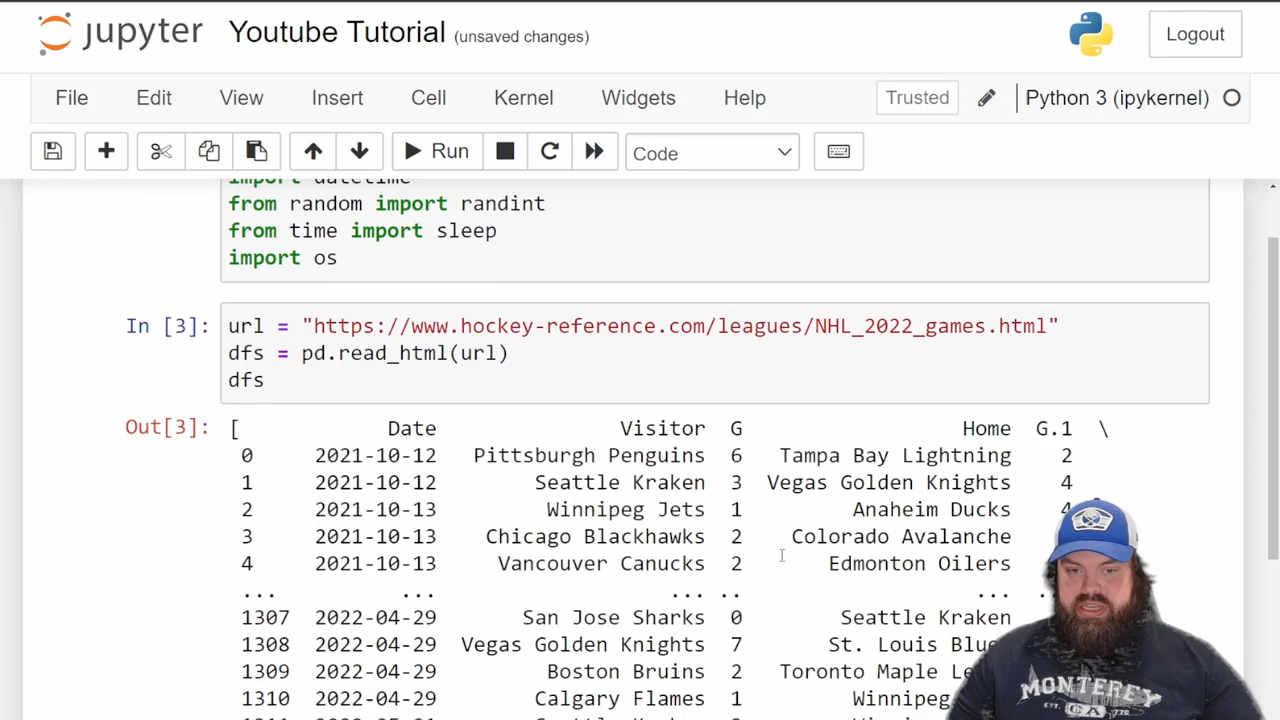 jupyter Youtube Tutorial (unsaved changes) Logout
File Edit View Insert Cell Kernel Widgets Help Trusted Python 3 (ipykernel)
Run Code
import datetime
from random import randint
from time import sleep
import os
In [3]: url = "https://www.hockey-reference.com/leagues/NHL_2022_games.html"
dfs = pd.read_html(url)
dfs
Out[3]: [ Date Visitor G Home G.1 \
0 2021-10-12 Pittsburgh Penguins 6 Tampa Bay Lightning 2
1 2021-10-12 Seattle Kraken 3 Vegas Golden Knights 4
2 2021-10-13 Winnipeg Jets 1 Anaheim Ducks 4
3 2021-10-13 Chicago Blackhawks 2 Colorado Avalanche
4 2021-10-13 Vancouver Canucks 2 Edmonton Oilers
... ... ... .. ...
1307 2022-04-29 San Jose Sharks 0 Seattle Kraken
1308 2022-04-29 Vegas Golden Knights 7 St. Louis Blue
1309 2022-04-29 Boston Bruins 2 Toronto Maple Le
1310 2022-04-29 Calgary Flames 1 Winnipeg
MONTEREY
CA